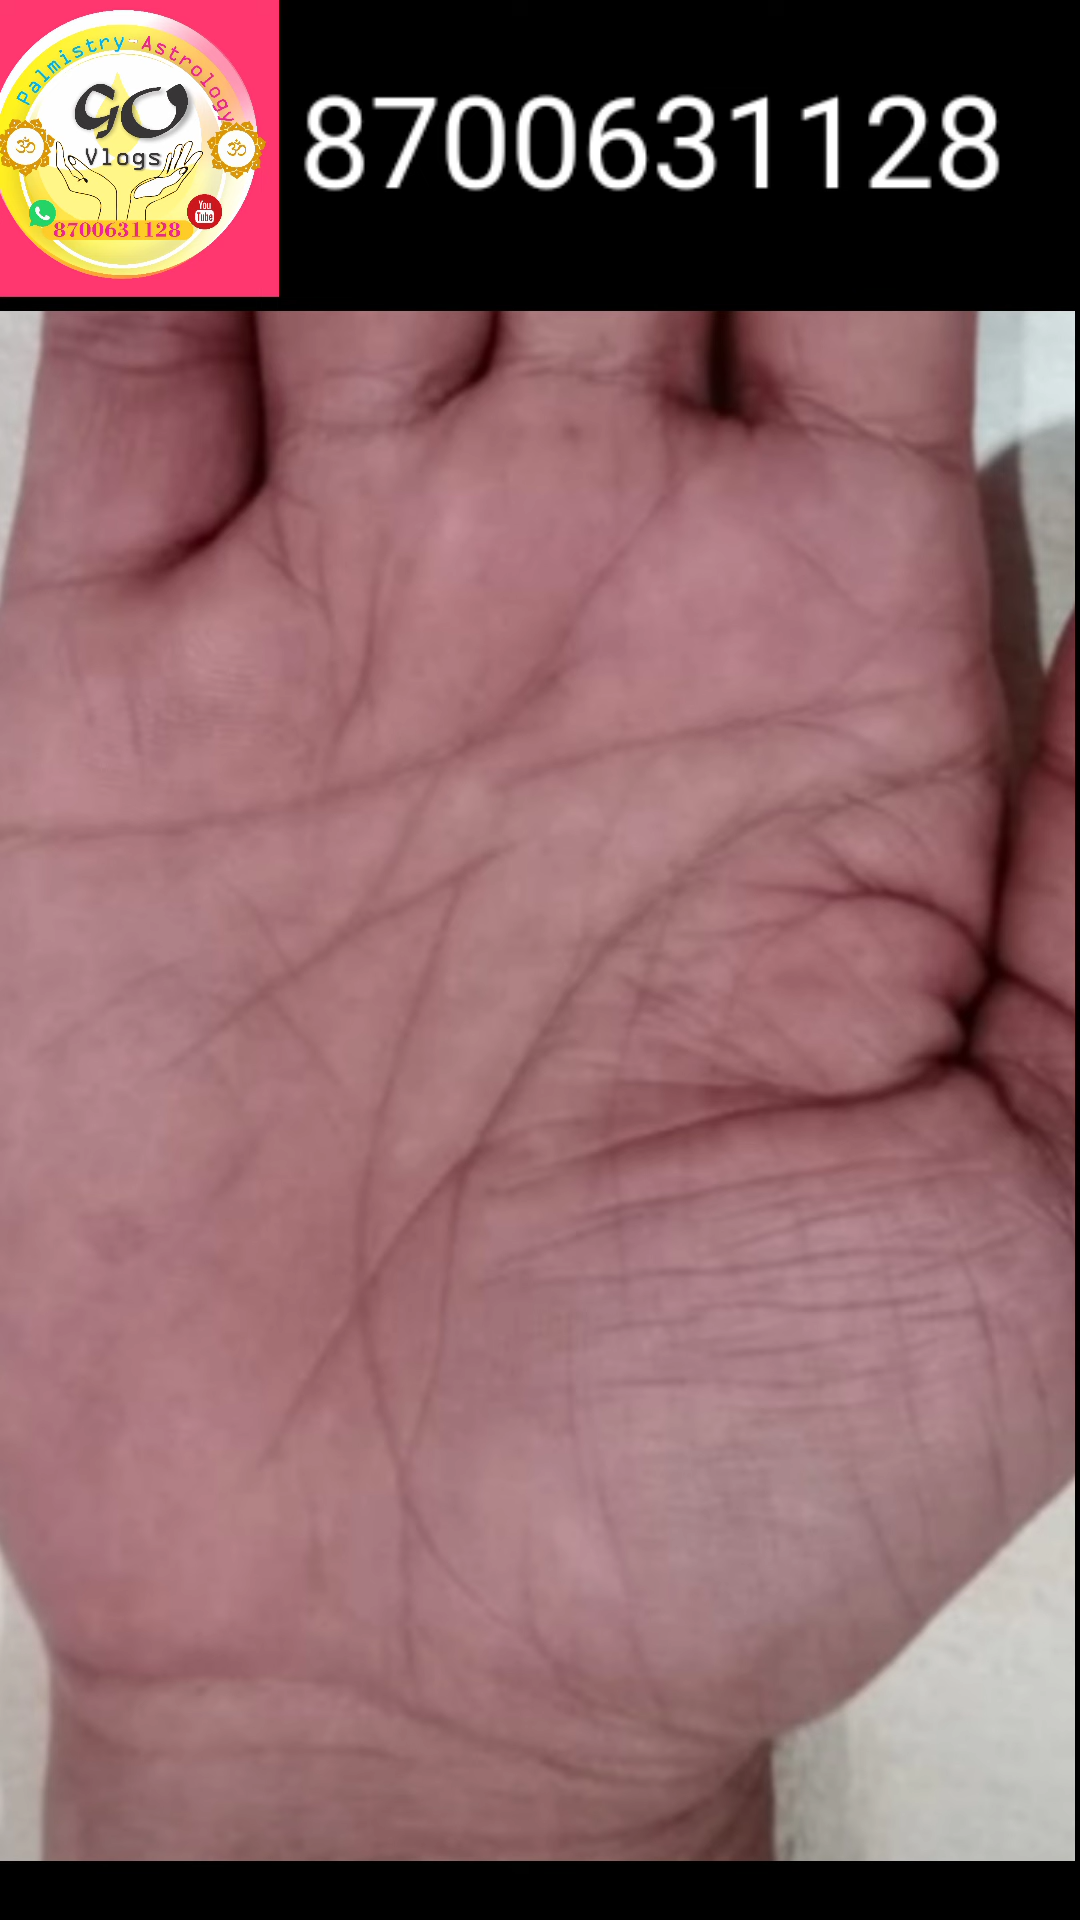 Palmistry-Astrology
GO
Vlogs
ॐ
ॐ
You
Tube
8700631128
8700631128